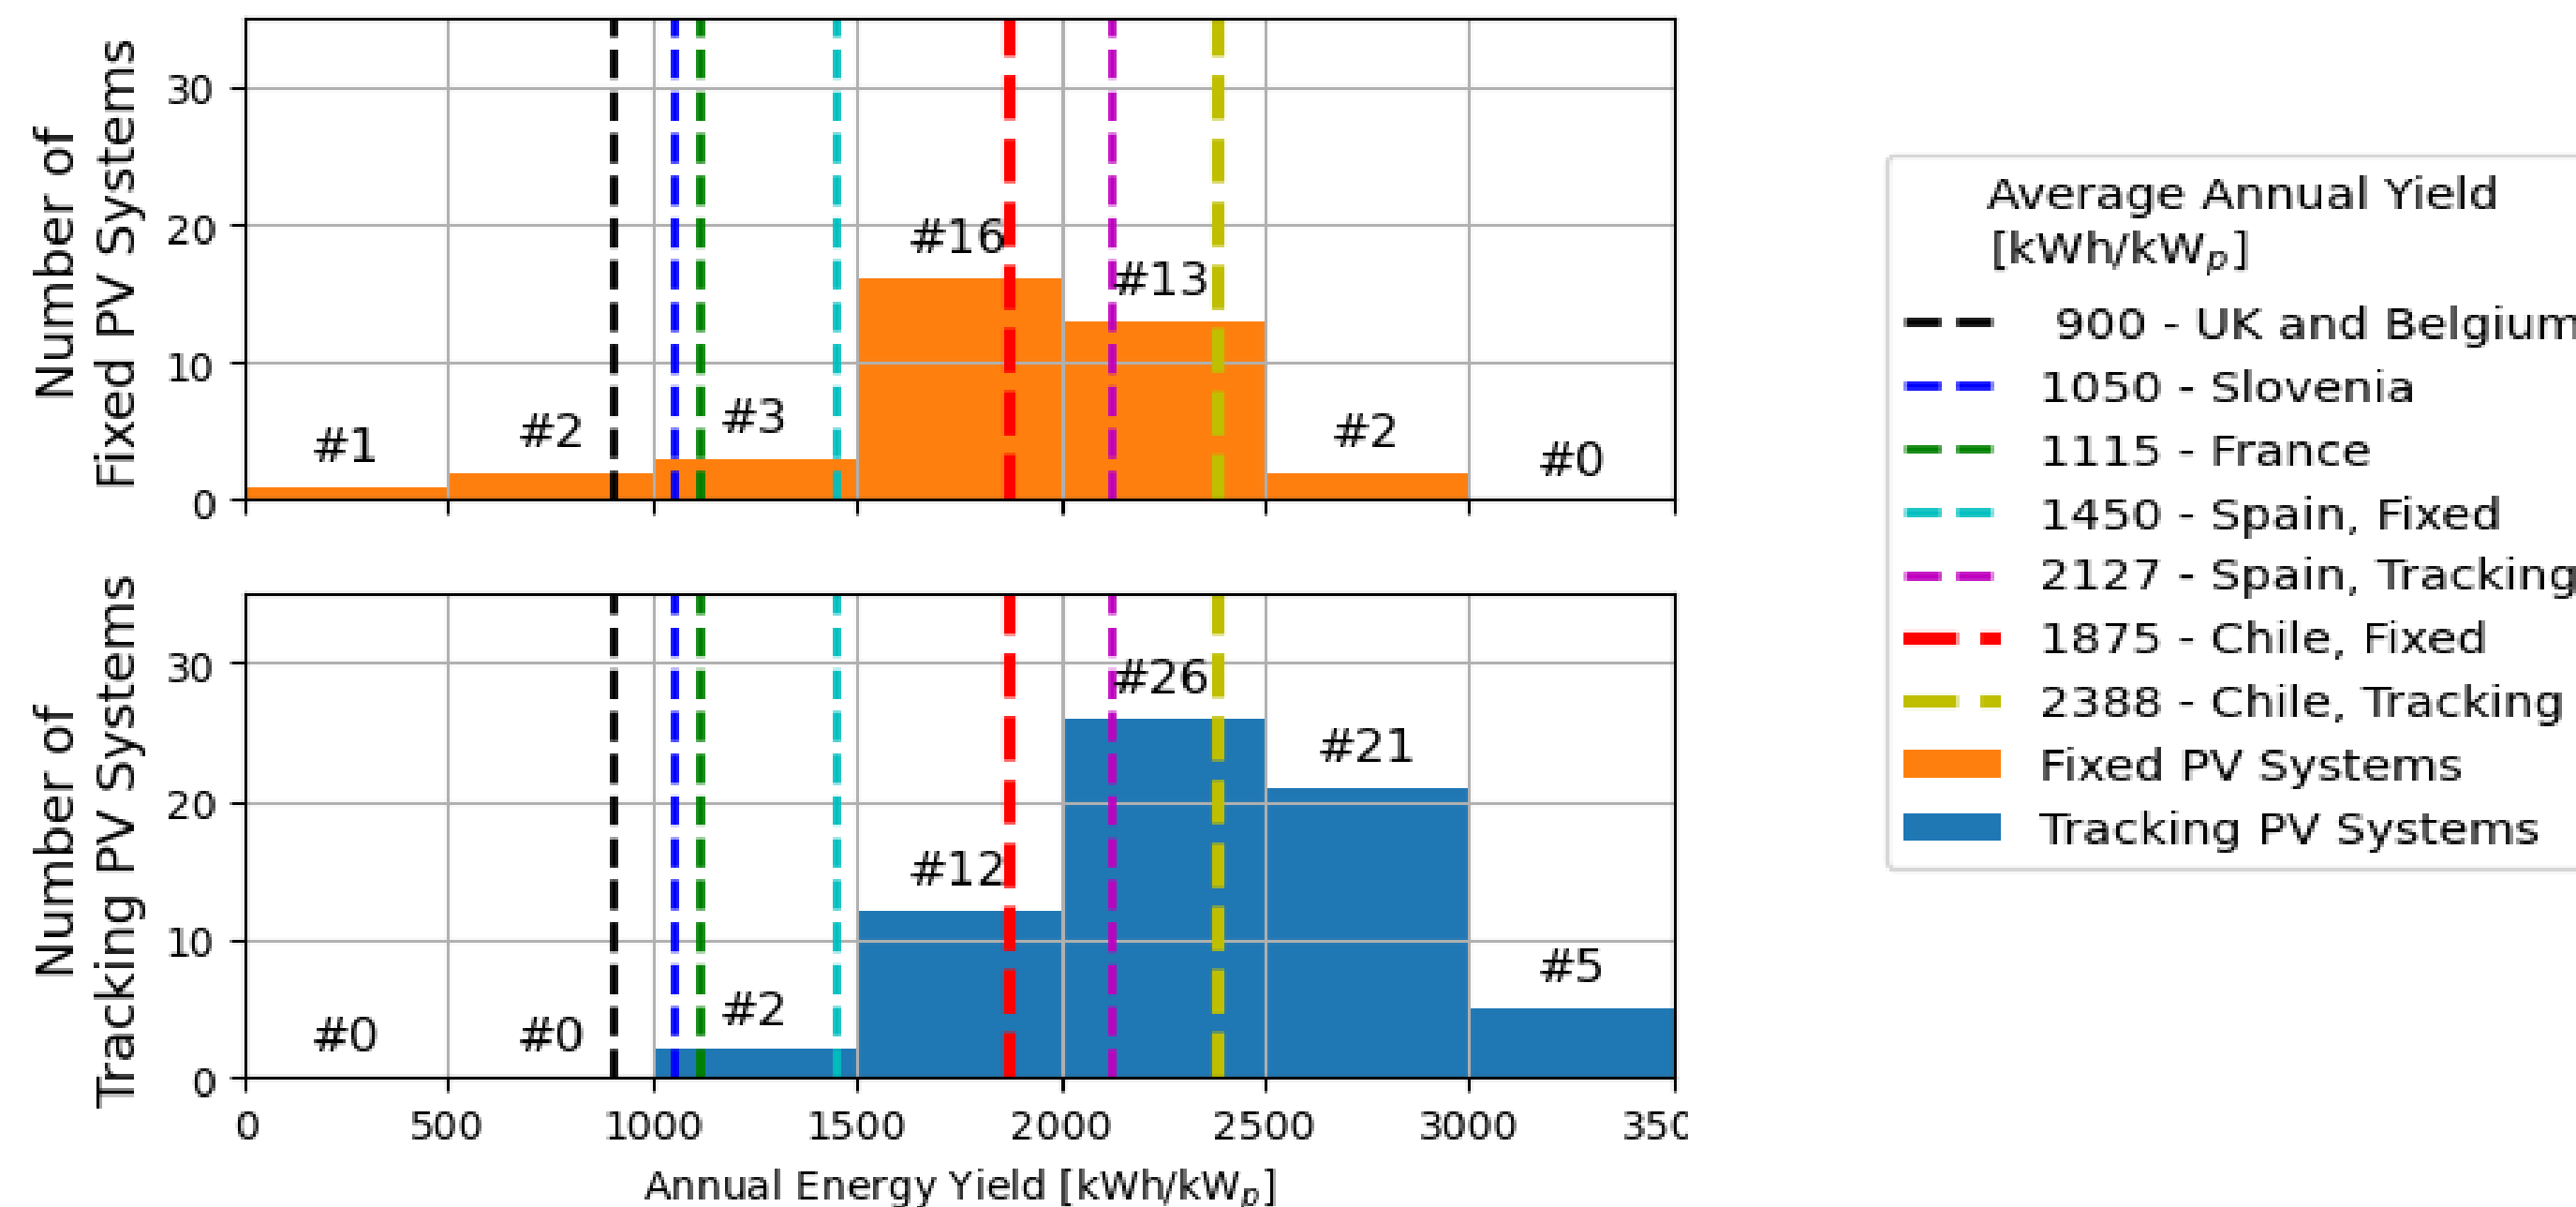 Number of
Fixed PV Systems
30
20
10
0
#1
#2
#3
#16
#13
#2
#0
Number of
Tracking PV Systems
30
20
10
0
#0
#0
#2
#12
#26
#21
#5
0
500
1000
1500
2000
2500
3000
350
Annual Energy Yield [kWh/kWp]
Average Annual Yield
[kWh/kWp]
900 - UK and Belgium
1050 - Slovenia
1115 - France
1450 - Spain, Fixed
2127 - Spain, Tracking
1875 - Chile, Fixed
2388 - Chile, Tracking
Fixed PV Systems
Tracking PV Systems